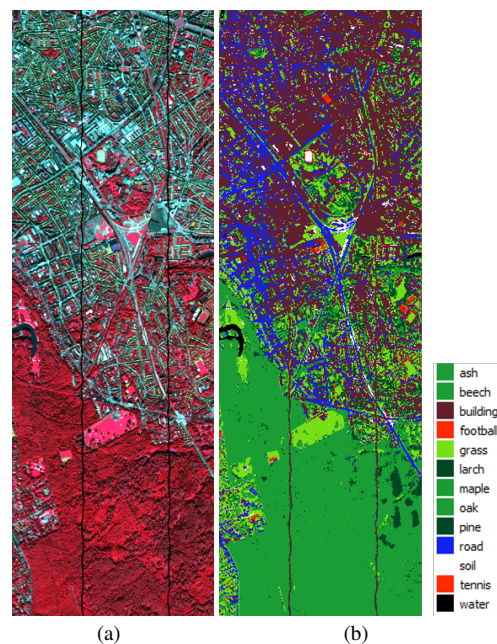 ash
beech
building
football
grass
larch
maple
oak
pine
road
soil
tennis
water
(a)
(b)